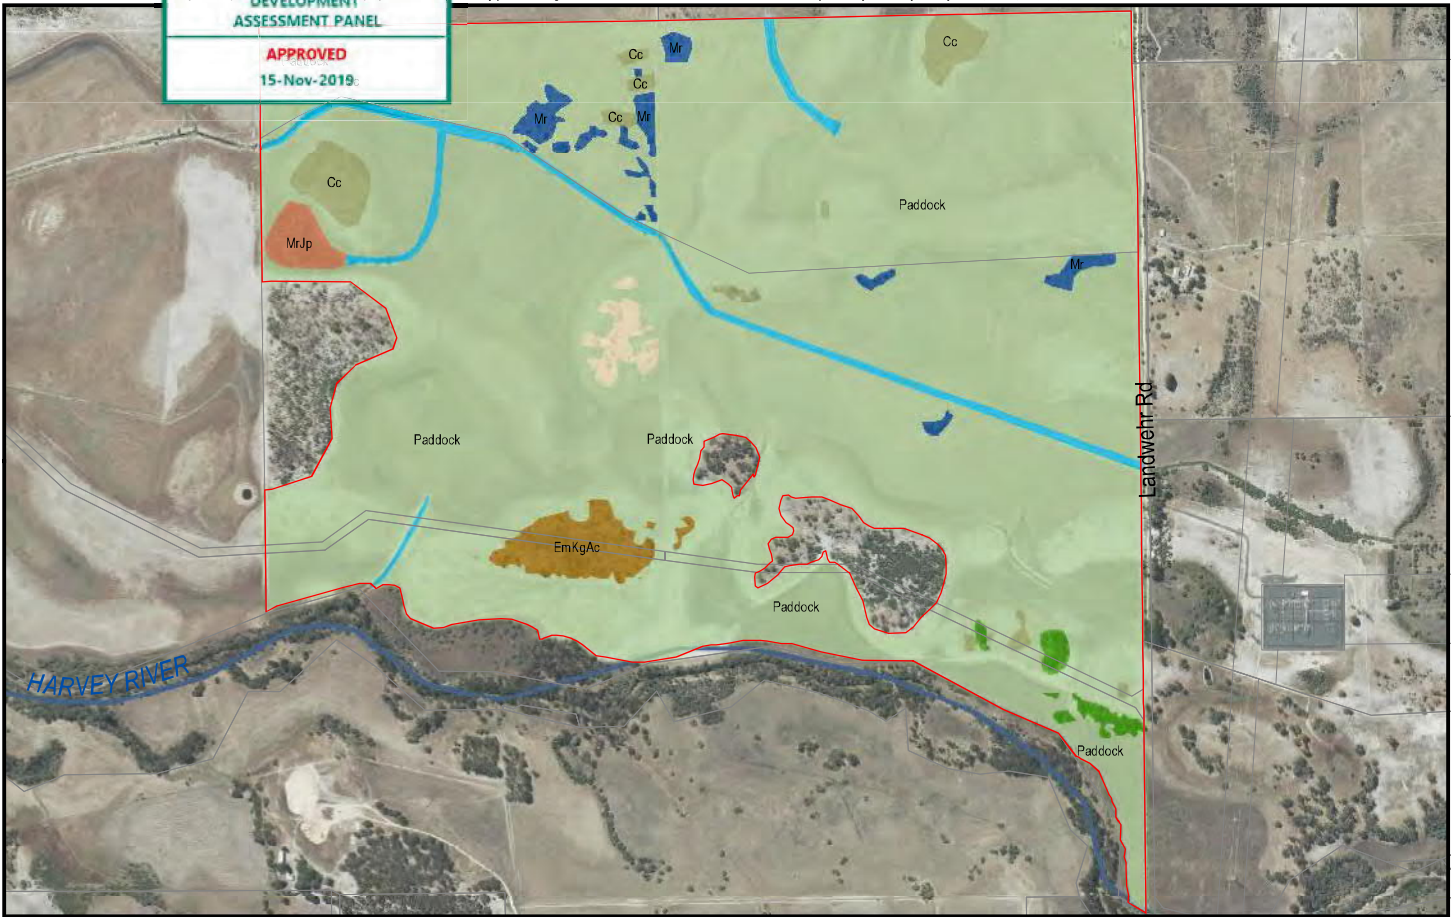 DEVELOPMENT
ASSESSMENT PANEL
APPROVED
15-Nov-2019
Cc
Mr
Cc
Cc
Mr
Cc
Mr
Cc
Paddock
MrJp
Mr
Landwehr Rd
Paddock
Paddock
EmKgAc
Paddock
HARVEY RIVER
Paddock